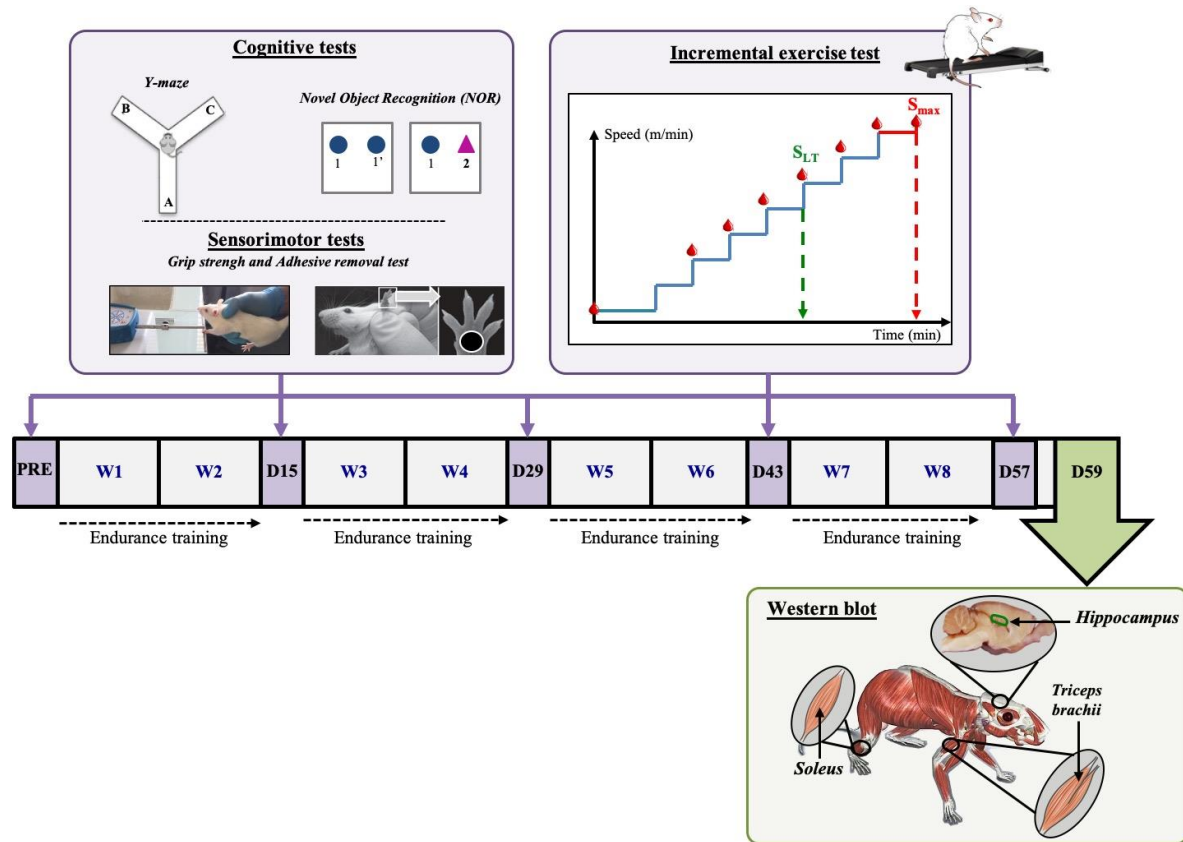 Cognitive tests
Y-maze
B
C
A
Novel Object Recognition (NOR)
1
1'
1
2
Sensorimotor tests
Grip strengh and Adhesive removal test
Incremental exercise test
Speed (m/min)
S_LT
S_max
Time (min)
PRE
W1
W2
D15
W3
W4
D29
W5
W6
D43
W7
W8
D57
D59
Endurance training
Endurance training
Endurance training
Endurance training
Western blot
Hippocampus
Triceps
brachii
Soleus